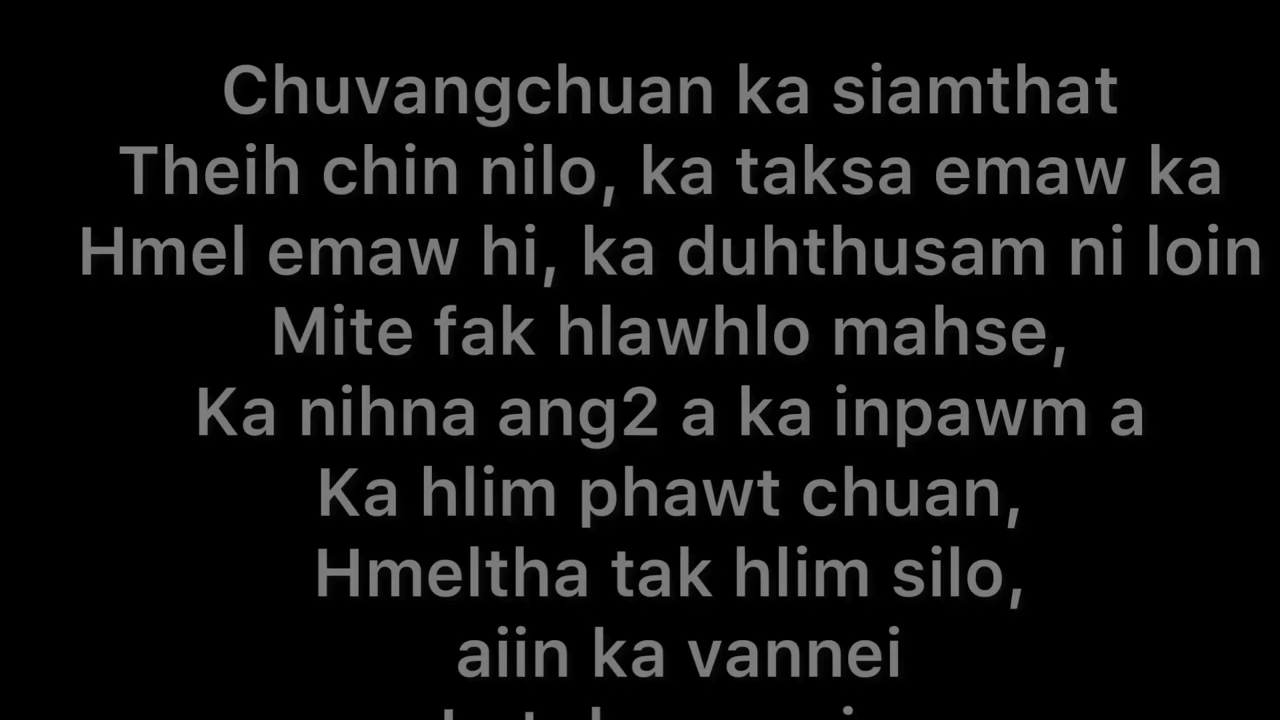 Chuvangchuan ka siamthat
Theih chin nilo, ka taksa emaw ka
Hmel emaw hi, ka duhthusam ni loin
Mite fak hlawhlo mahse,
Ka nihna ang2 a ka inpawm a
Ka hlim phawt chuan,
Hmeltha tak hlim silo,
aiin ka vannei